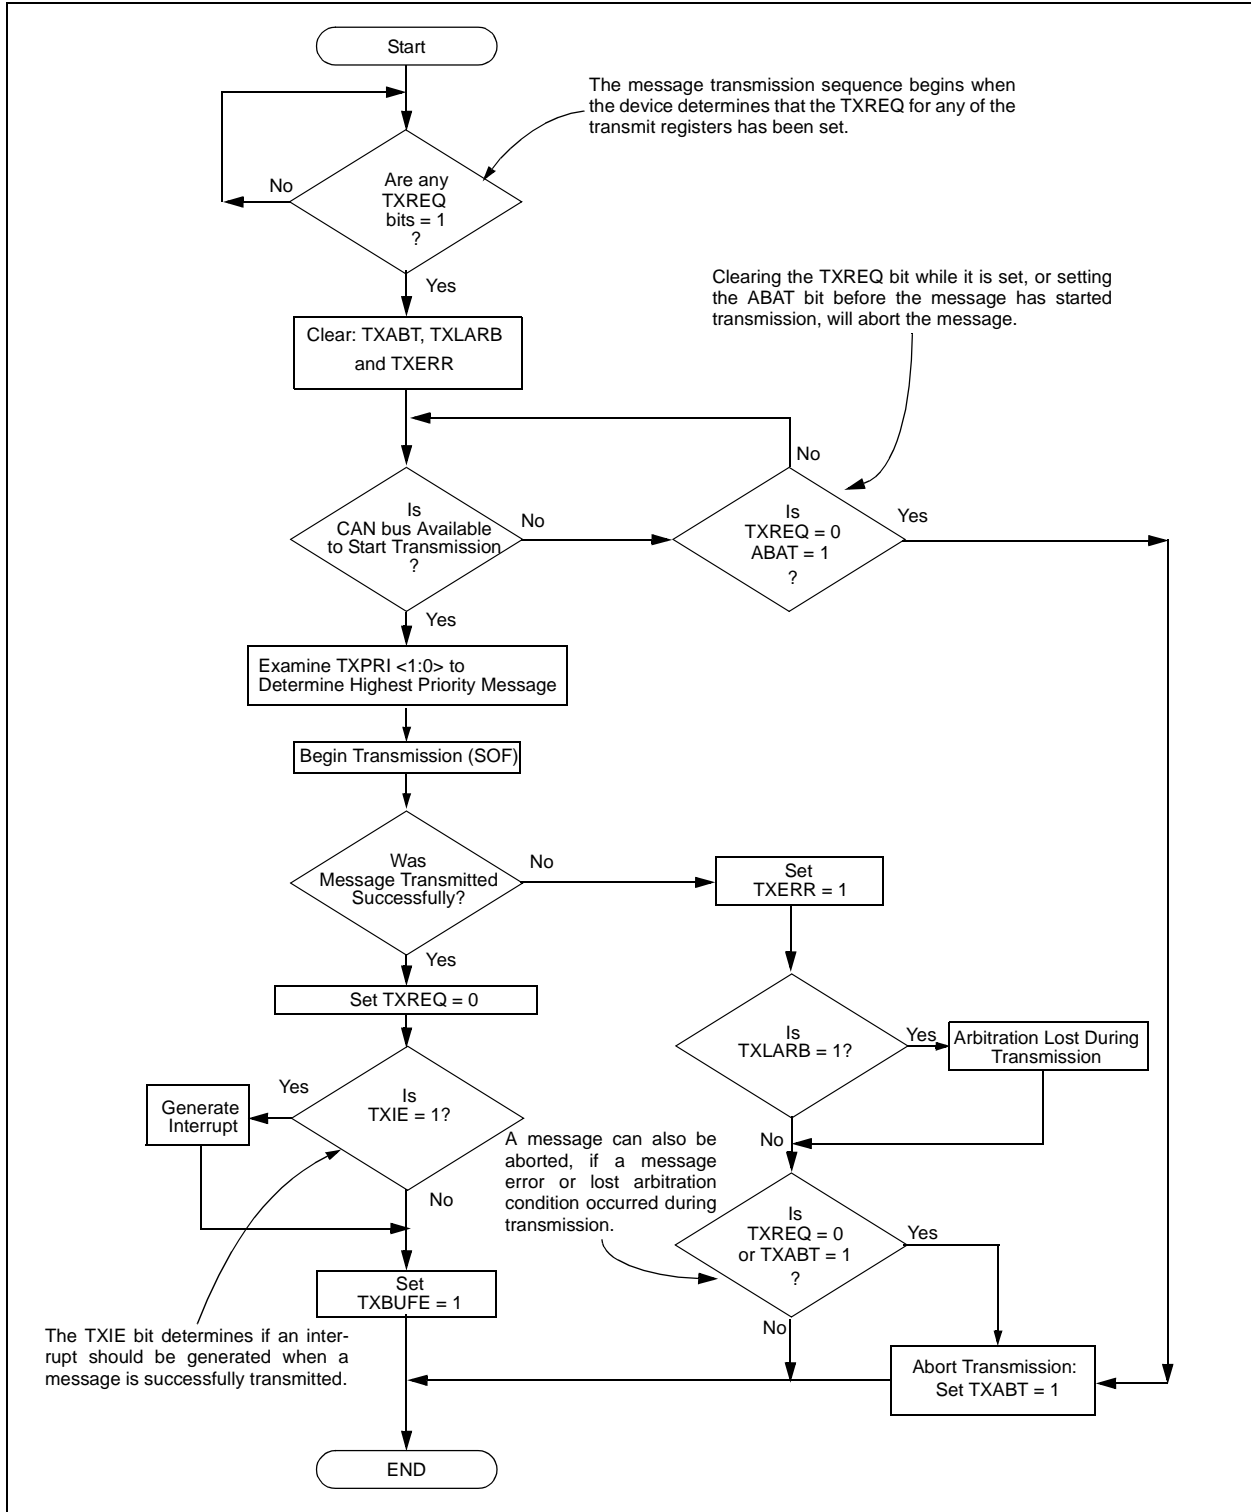 Start
The message transmission sequence begins when
the device determines that the TXREQ for any of the
transmit registers has been set.
No
Are any
TXREQ
bits = 1
?
Yes
Clearing the TXREQ bit while it is set, or setting
the ABAT bit before the message has started
transmission, will abort the message.
Clear: TXABT, TXLARB
and TXERR
No
Is
CAN bus Available
to Start Transmission
?
No
Is
TXREQ = 0
ABAT = 1
?
Yes
Yes
Examine TXPRI <1:0> to
Determine Highest Priority Message
Begin Transmission (SOF)
Was
Message Transmitted
Successfully?
No
Set
TXERR = 1
Yes
Set TXREQ = 0
Is
TXLARB = 1?
Yes
Arbitration Lost During
Transmission
Yes
Generate
Interrupt
Is
TXIE = 1?
No
A message can also be
aborted, if a message
error or lost arbitration
condition occurred during
transmission.
No
Is
TXREQ = 0
or TXABT = 1
?
Yes
Set
TXBUFE = 1
No
The TXIE bit determines if an inter-
rupt should be generated when a
message is successfully transmitted.
Abort Transmission:
Set TXABT = 1
END